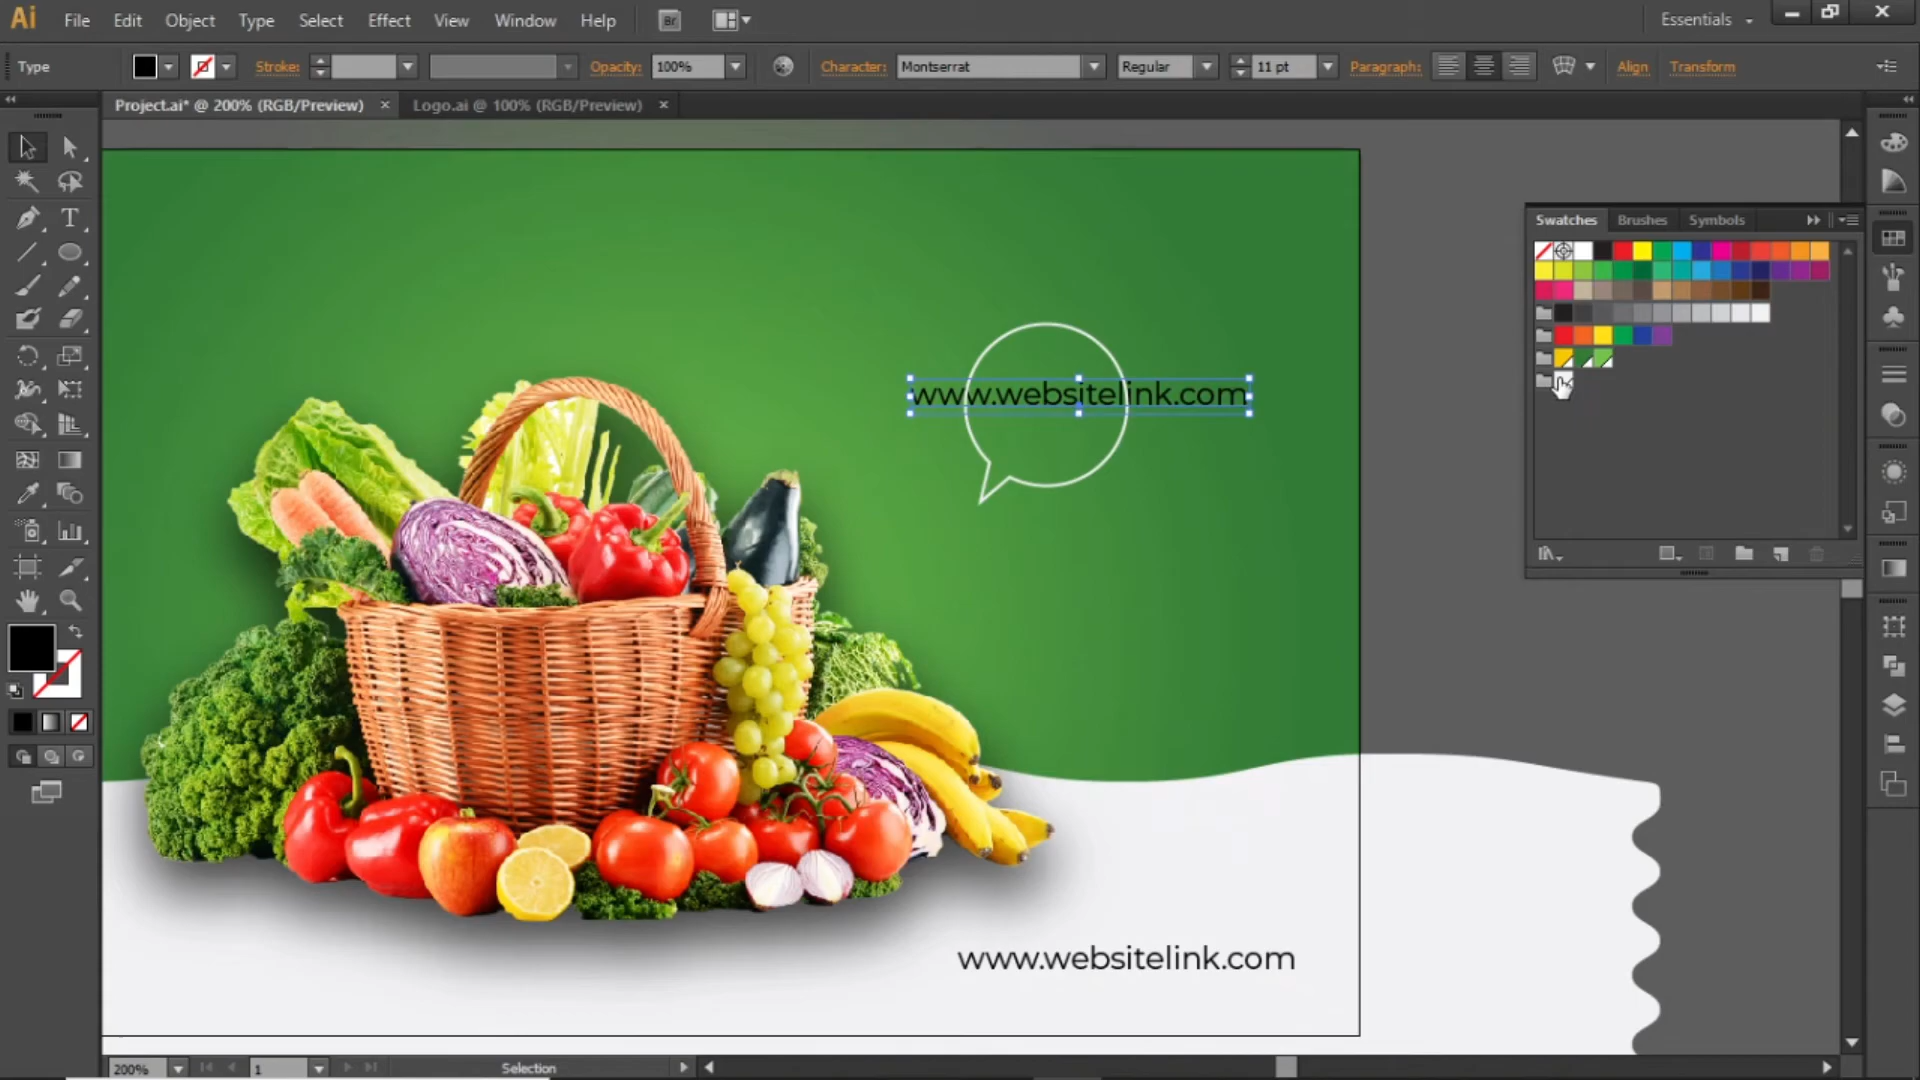 Ai File Edit Object Type Select Effect View Window Help Br Essentials
Type Stroke: Opacity: 100% Character: Montserrat Regular 11 pt Paragraph: Align Transform
Project.ai* @ 200% (RGB/Preview) × Logo.ai @ 100% (RGB/Preview) ×
T
Swatches Brushes Symbols
www.websitelink.com
www.websitelink.com
200% 1 Selection